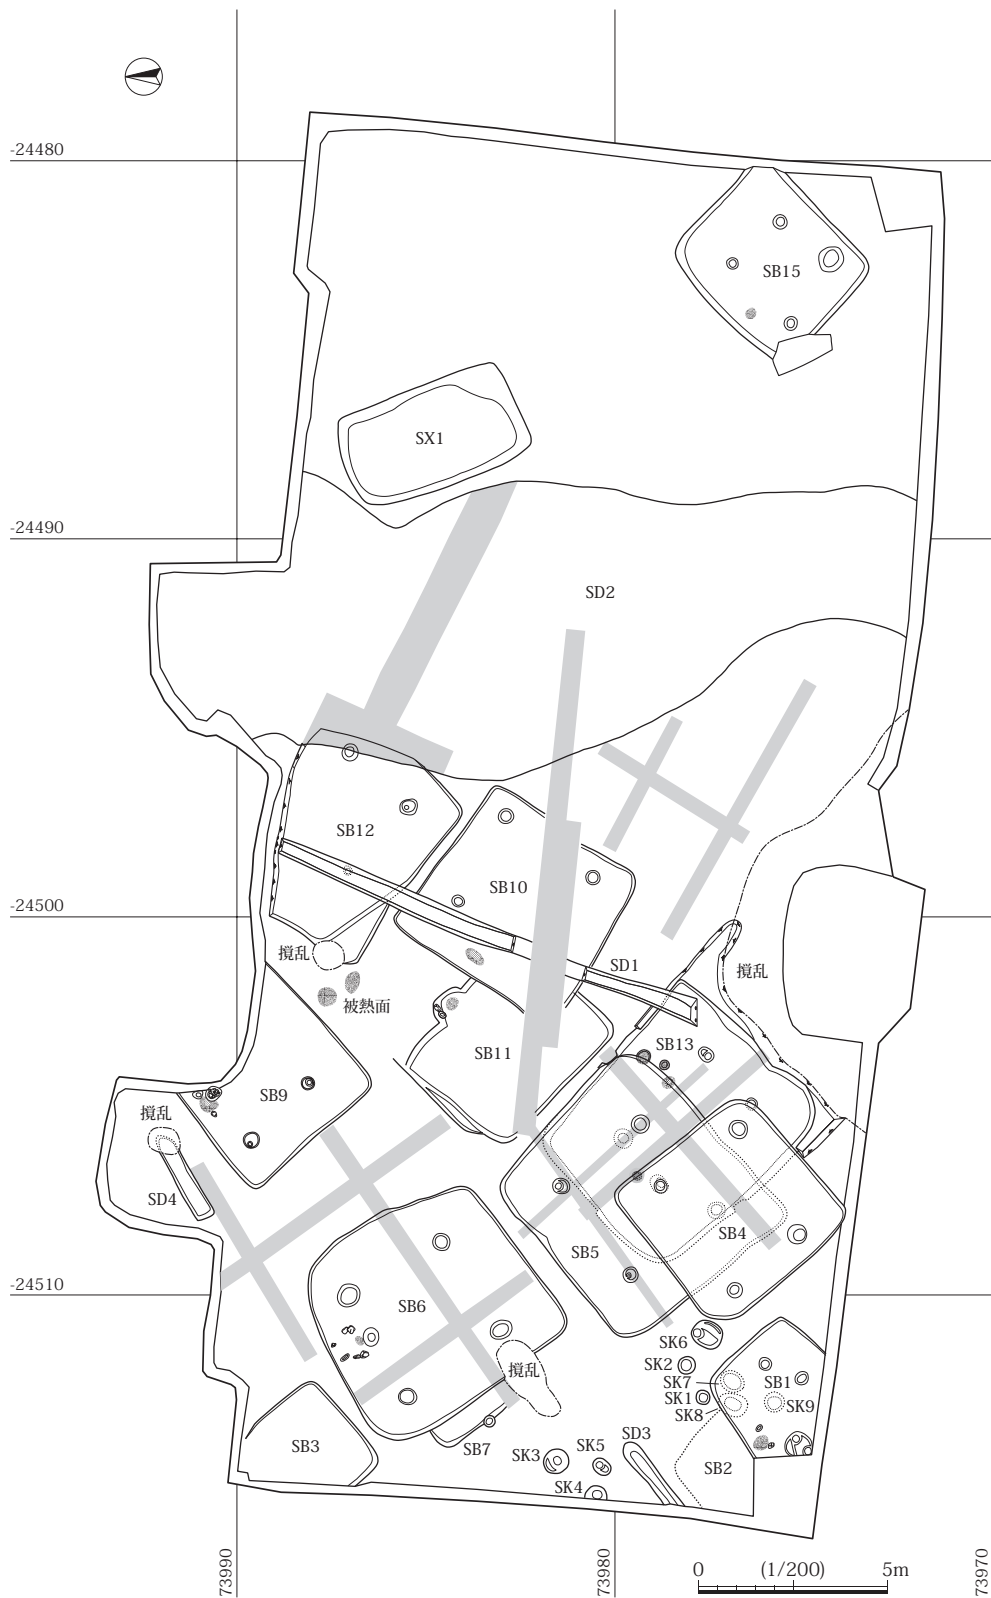 -24480
SB15
SX1
-24490
SD2
SB12
SB10
-24500
撹乱
SD1
撹乱
被熱面
SB13
SB11
SB9
撹乱
SD4
SB4
SB5
-24510
SB6
SK6
SK2
撹乱
SK7
SB1
SK1
SK9
SK8
SD3
SB3
SB7
SK3
SK5
SB2
SK4
73990
73980
73970
0 (1/200) 5m